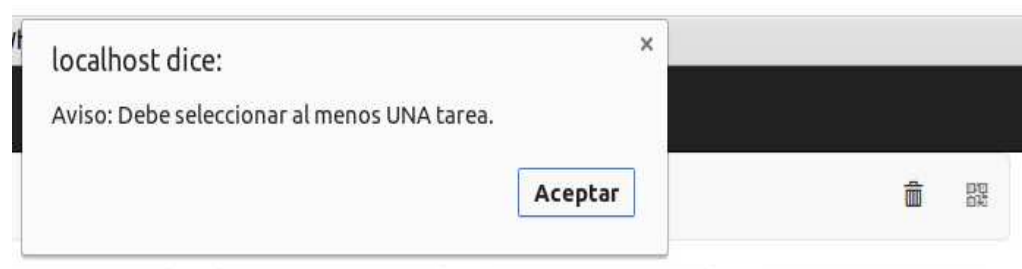 localhost dice:
Aviso: Debe seleccionar al menos UNA tarea.
Aceptar